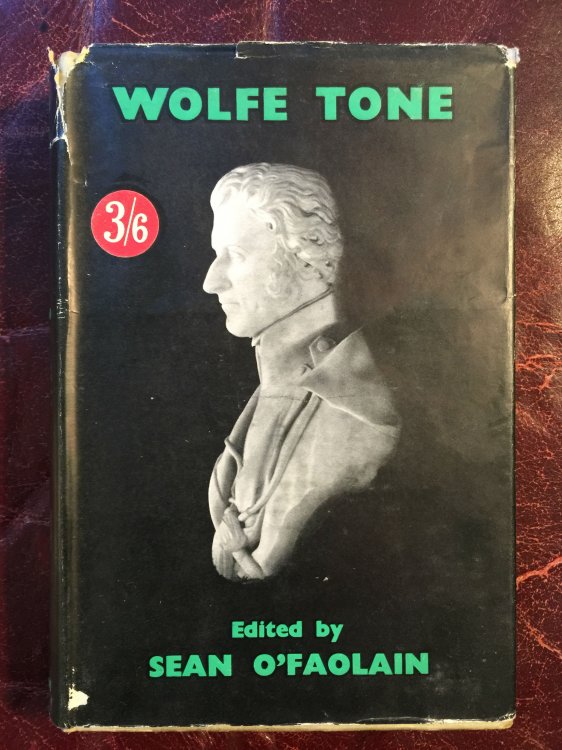 WOLFE TONE
3/6
Edited by
SEAN O'FAOLAIN